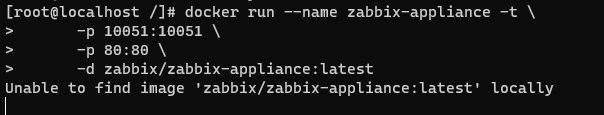 [root@localhost /]# docker run --name zabbix-appliance -t \
>       -p 10051:10051 \
>       -p 80:80 \
>       -d zabbix/zabbix-appliance:latest
Unable to find image 'zabbix/zabbix-appliance:latest' locally